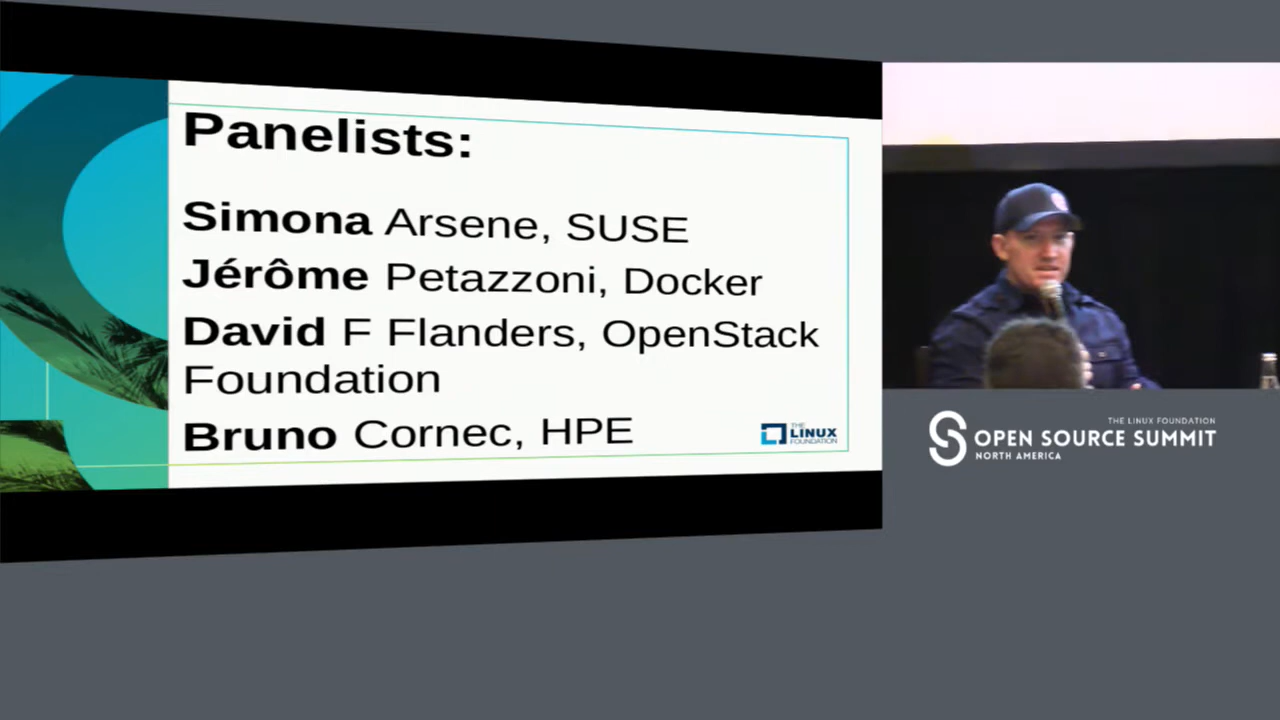 Panelists:
Simona Arsene, SUSE
Jérôme Petazzoni, Docker
David F Flanders, OpenStack
Foundation
Bruno Cornec, HPE
THE
LINUX
FOUNDATION
THE LINUX FOUNDATION
OPEN SOURCE SUMMIT
NORTH AMERICA